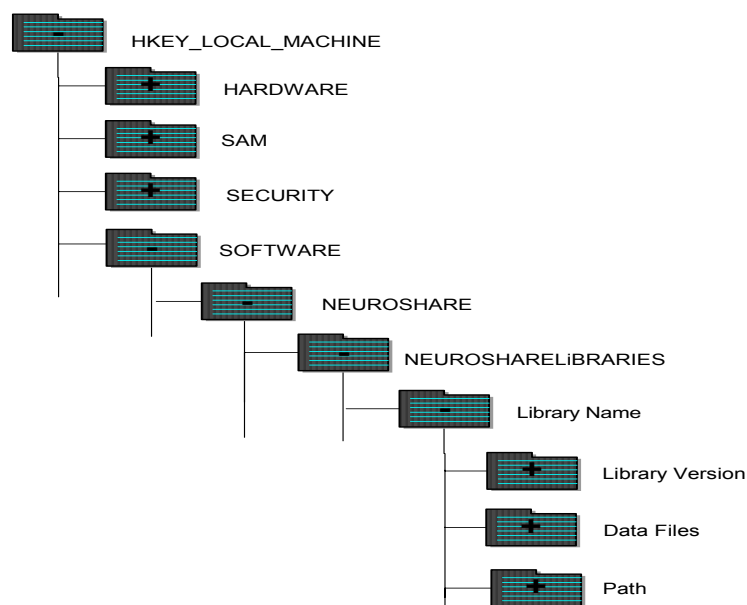 HKEY_LOCAL_MACHINE
HARDWARE
SAM
SECURITY
SOFTWARE
NEUROSHARE
NEUROSHARELiBRARIES
Library Name
Library Version
Data Files
Path